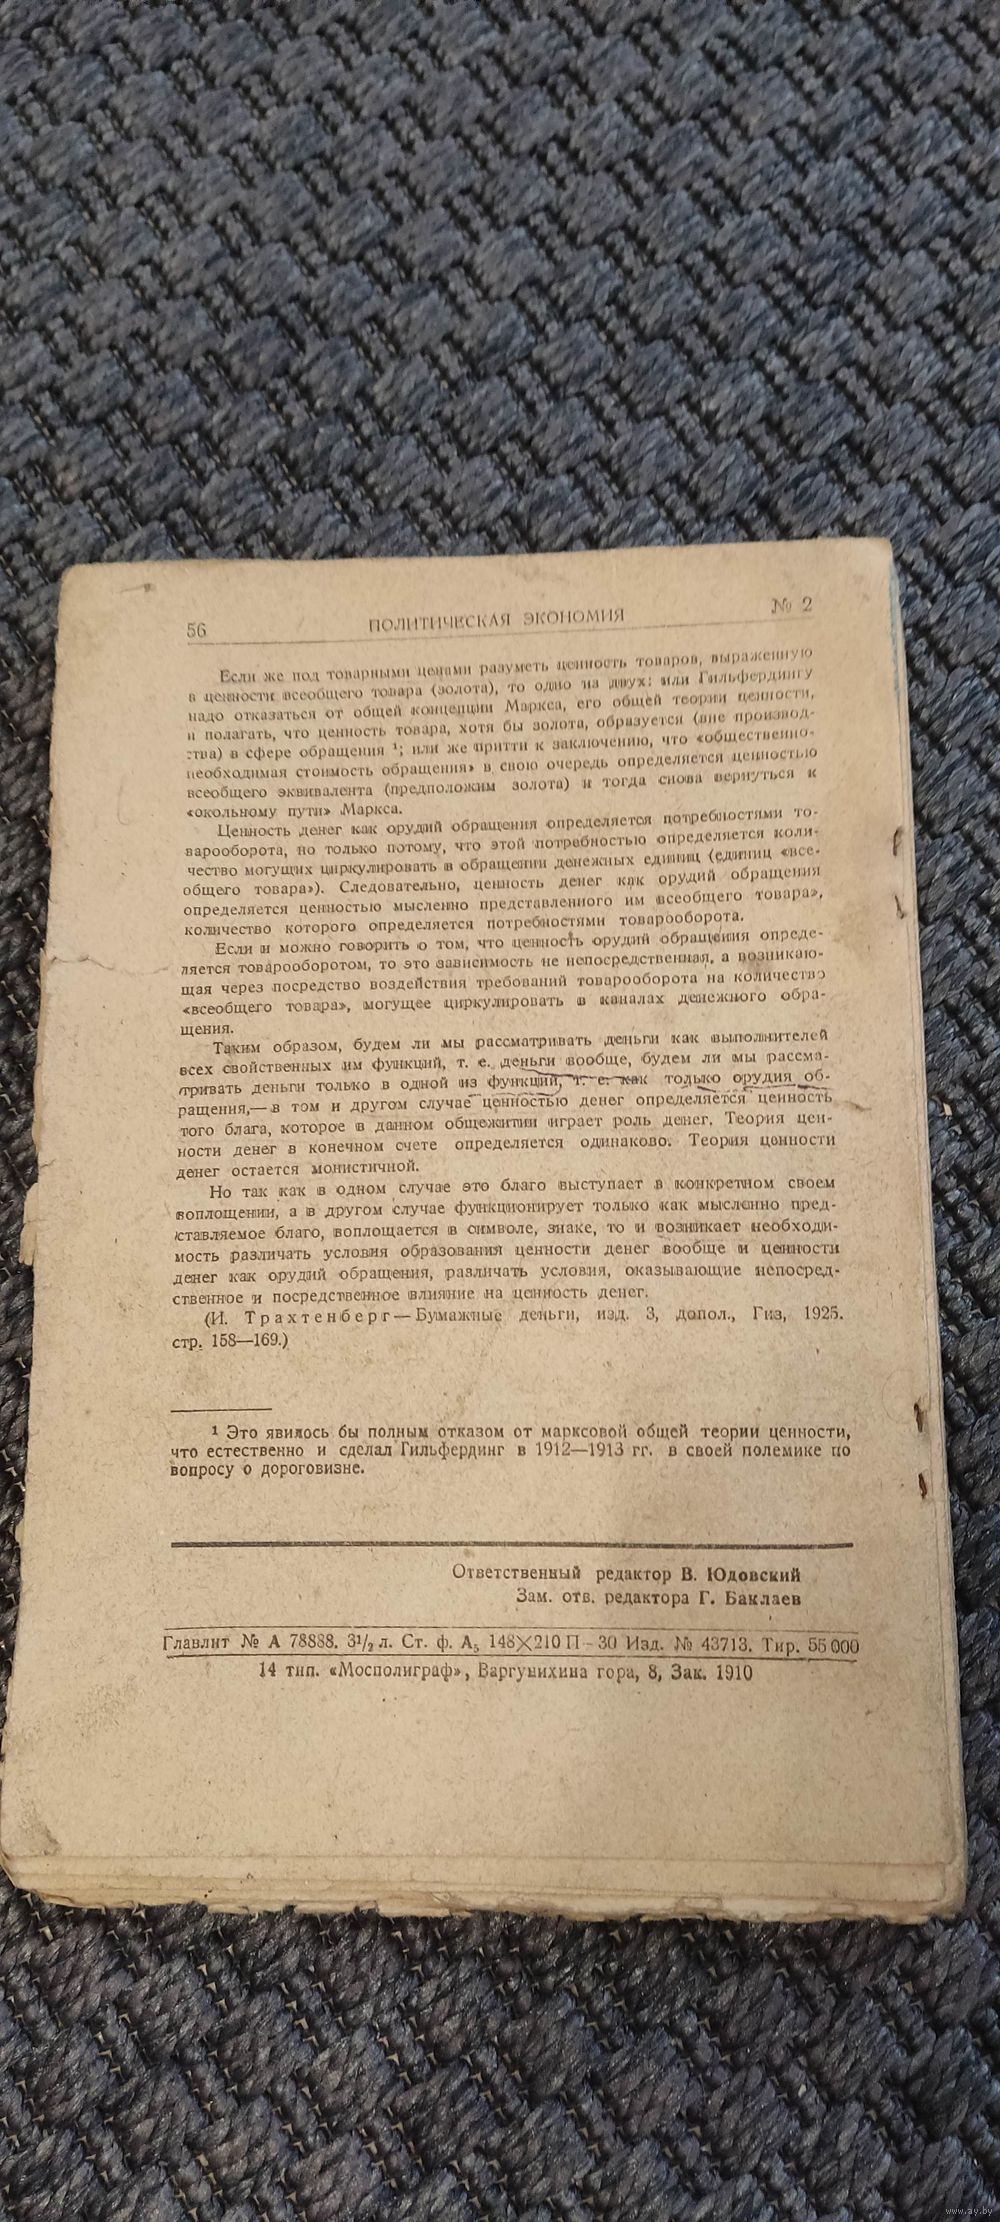 56 ПОЛИТИЧЕСКАЯ ЭКОНОМИЯ № 2
Если же под товарными ценами разуметь ценность товаров, выраженную
в ценности всеобщего товара (золота), то одно из двух: или Гильфердингу
надо отказаться от общей концепции Маркса, его общей теории ценности,
и полагать, что ценность товара, хотя бы золота, образуется (вне производ-
ства) в сфере обращения ¹; или же притти к заключению, что «общественно-
необходимая стоимость обращения» в свою очередь определяется ценностью
всеобщего эквивалента (предположим золота) и тогда снова вернуться к
«окольному пути» Маркса.
Ценность денег как орудий обращения определяется потребностями то-
варооборота, но только потому, что этой потребностью определяется коли-
чество могущих циркулировать в обращении денежных единиц (единиц «все-
общего товара»). Следовательно, ценность денег как орудий обращения
определяется ценностью мысленно представленного им «всеобщего товара»,
количество которого определяется потребностями товарооборота.
Если и можно говорить о том, что ценность орудий обращения опреде-
ляется товарооборотом, то это зависимость не непосредственная, а возникаю-
щая через посредство воздействия требований товарооборота на количество
«всеобщего товара», могущее циркулировать в каналах денежного обра-
щения.
Таким образом, будем ли мы рассматривать деньги как выполнителей
всех свойственных им функций, т. е. деньги вообще, будем ли мы рассма-
тривать деньги только в одной из функций, т. е. как только орудия об-
ращения,— в том и другом случае ценностью денег определяется ценность
того блага, которое в данном общежитии играет роль денег. Теория цен-
ности денег в конечном счете определяется одинаково. Теория ценности
денег остается монистичной.
Но так как в одном случае это благо выступает в конкретном своем
воплощении, а в другом случае функционирует только как мысленно пред-
ставляемое благо, воплощается в символе, знаке, то и возникает необходи-
мость различать условия образования ценности денег вообще и ценности
денег как орудий обращения, различать условия, оказывающие непосред-
ственное и посредственное влияние на ценность денег.
(И. Трахтенберг — Бумажные деньги, изд. 3, допол., Гиз, 1925.
стр. 158—169.)
¹ Это явилось бы полным отказом от марксовой общей теории ценности,
что естественно и сделал Гильфердинг в 1912—1913 гг. в своей полемике по
вопросу о дороговизне.
Ответственный редактор В. Юдовский
Зам. отв. редактора Г. Баклаев
Главлит № А 78888. 3¹/₂ л. Ст. ф. А₅ 148×210 П - 30 Изд. № 43713. Тир. 55 000
14 тип. «Мосполиграф», Варгунихина гора, 8, Зак. 1910
www.ay.by